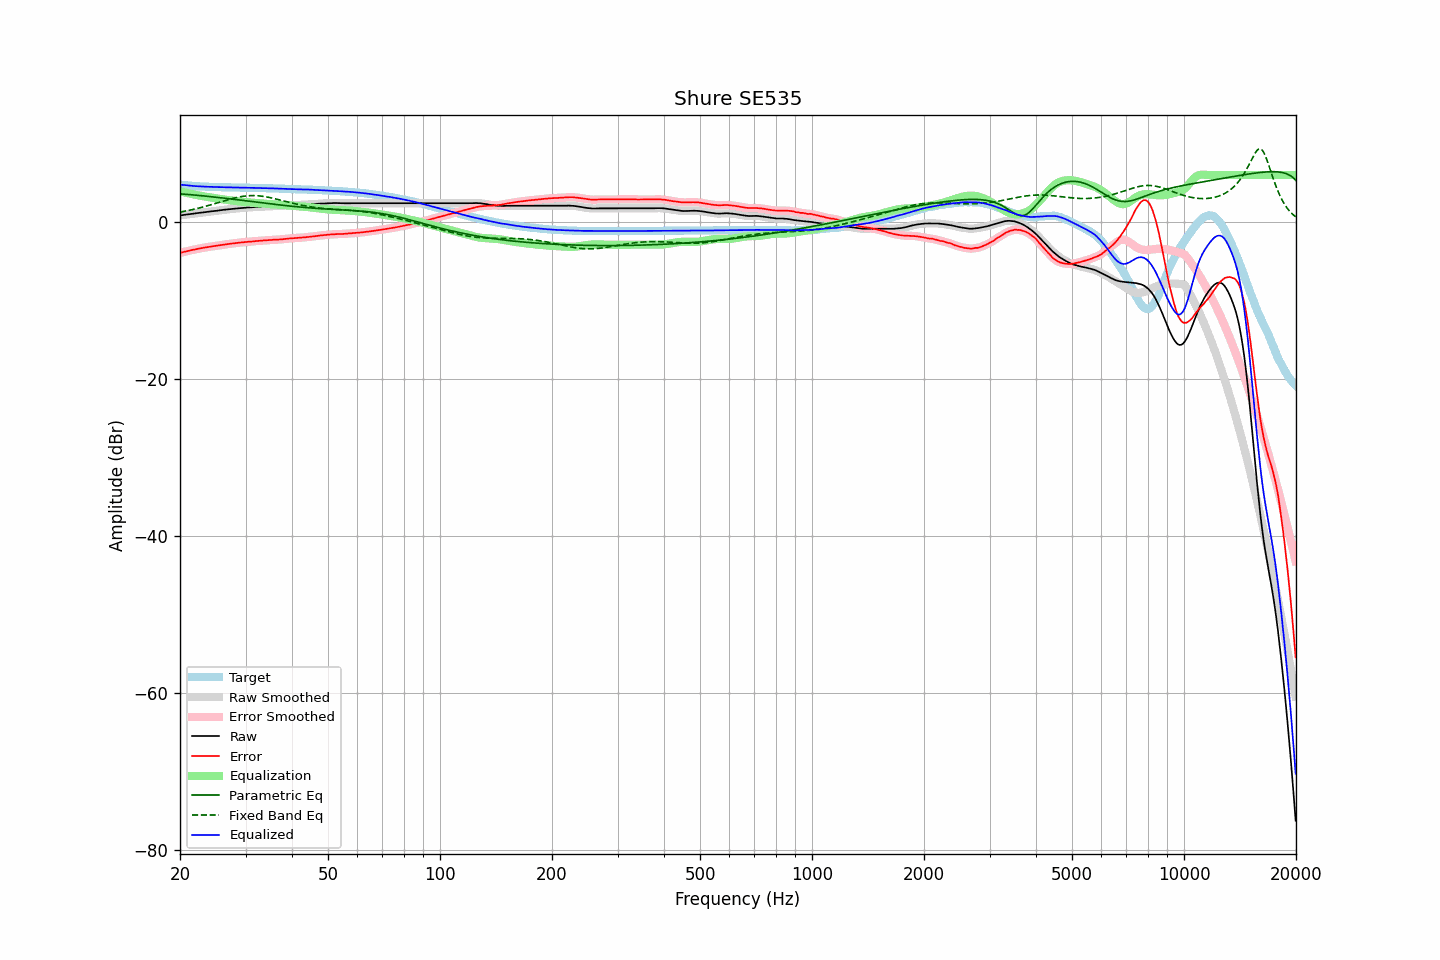 Shure SE535
Amplitude (dBr)
0
−20
−40
−60
−80
Target
Raw Smoothed
Error Smoothed
Raw
Error
Equalization
Parametric Eq
Fixed Band Eq
Equalized
20 50 100 200 500 1000 2000 5000 10000 20000
Frequency (Hz)